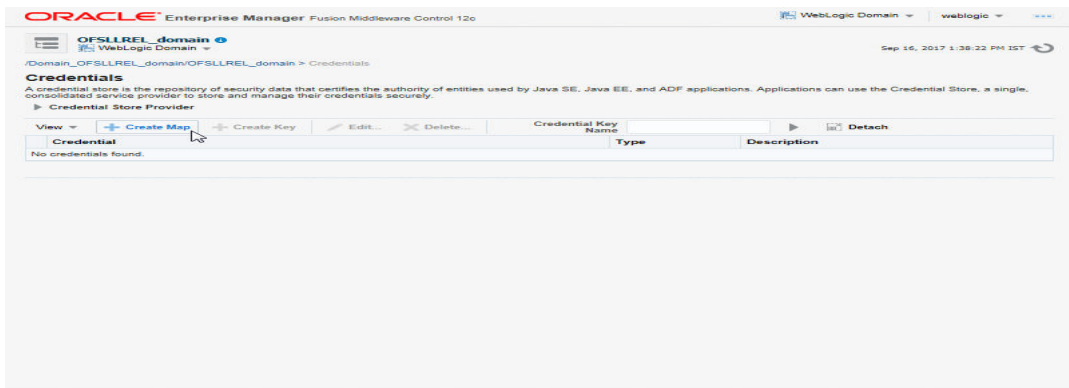 ORACLE Enterprise Manager Fusion Middleware Control 12c
WebLogic Domain
weblogic
OFSLLREL_domain
WebLogic Domain
Sep 16, 2017 1:38:22 PM IST
/Domain_OFSLLREL_domain/OFSLLREL_domain > Credentials
Credentials
A credential store is the repository of security data that certifies the authority of entities used by Java SE, Java EE, and ADF applications. Applications can use the Credential Store, a single,
consolidated service provider to store and manage their credentials securely.
Credential Store Provider
View
Create Map
Create Key
Edit...
Delete...
Credential Key
Name
Detach
Credential Type Description
No credentials found.